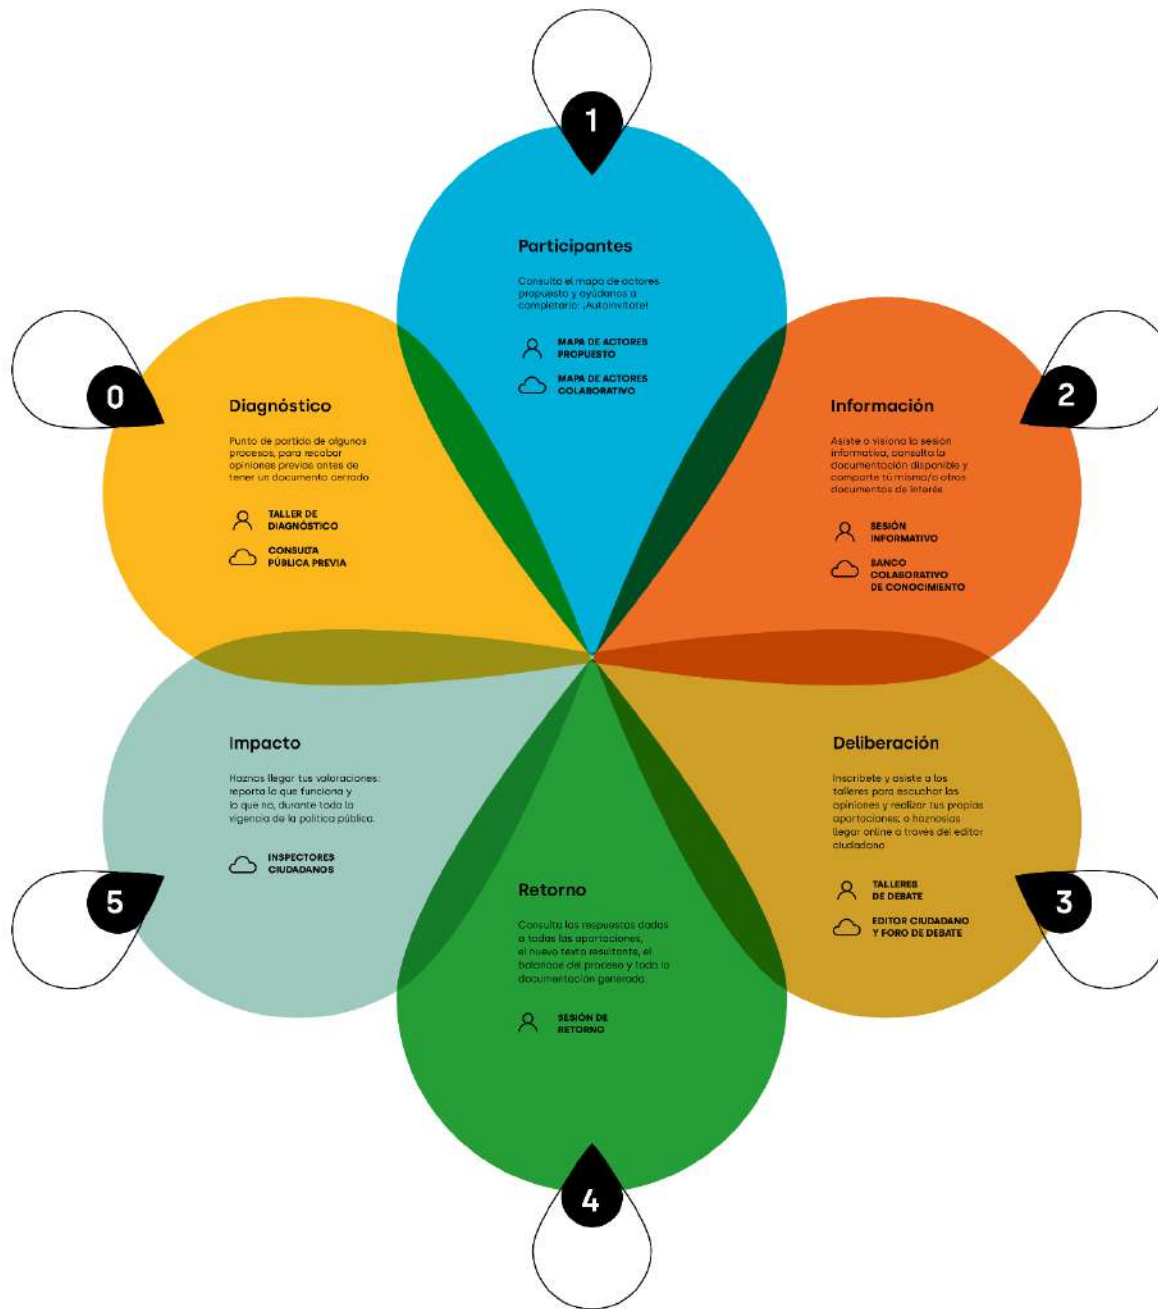 0
Diagnóstico
Punto de partida de algunos
procesos, para recabar
opiniones previas antes de
tener un documento cerrado
TALLER DE
DIAGNÓSTICO
CONSULTA
PÚBLICA PREVIA
1
Participantes
Consulta el mapa de actores
propuesto y ayúdanos a
completarlo: ¡Autoinvítate!
MAPA DE ACTORES
PROPUESTO
MAPA DE ACTORES
COLABORATIVO
2
Información
Asiste o visiona la sesión
informativa, consulta la
documentación disponible y
comparte tú misma/o otros
documentos de interés
SESIÓN
INFORMATIVO
BANCO
COLABORATIVO
DE CONOCIMIENTO
3
Deliberación
Inscríbete y asiste a los
talleres para escuchar las
opiniones y realizar tus propias
aportaciones; o háznoslas
llegar online a través del editor
ciudadano
TALLERES
DE DEBATE
EDITOR CIUDADANO
Y FORO DE DEBATE
4
Retorno
Consulta las respuestas dadas
a todas las aportaciones,
el nuevo texto resultante, el
balance del proceso y toda la
documentación generada
SESIÓN DE
RETORNO
5
Impacto
Haznos llegar tus valoraciones:
reporta lo que funciona y
lo que no, durante toda la
vigencia de la política pública.
INSPECTORES
CIUDADANOS